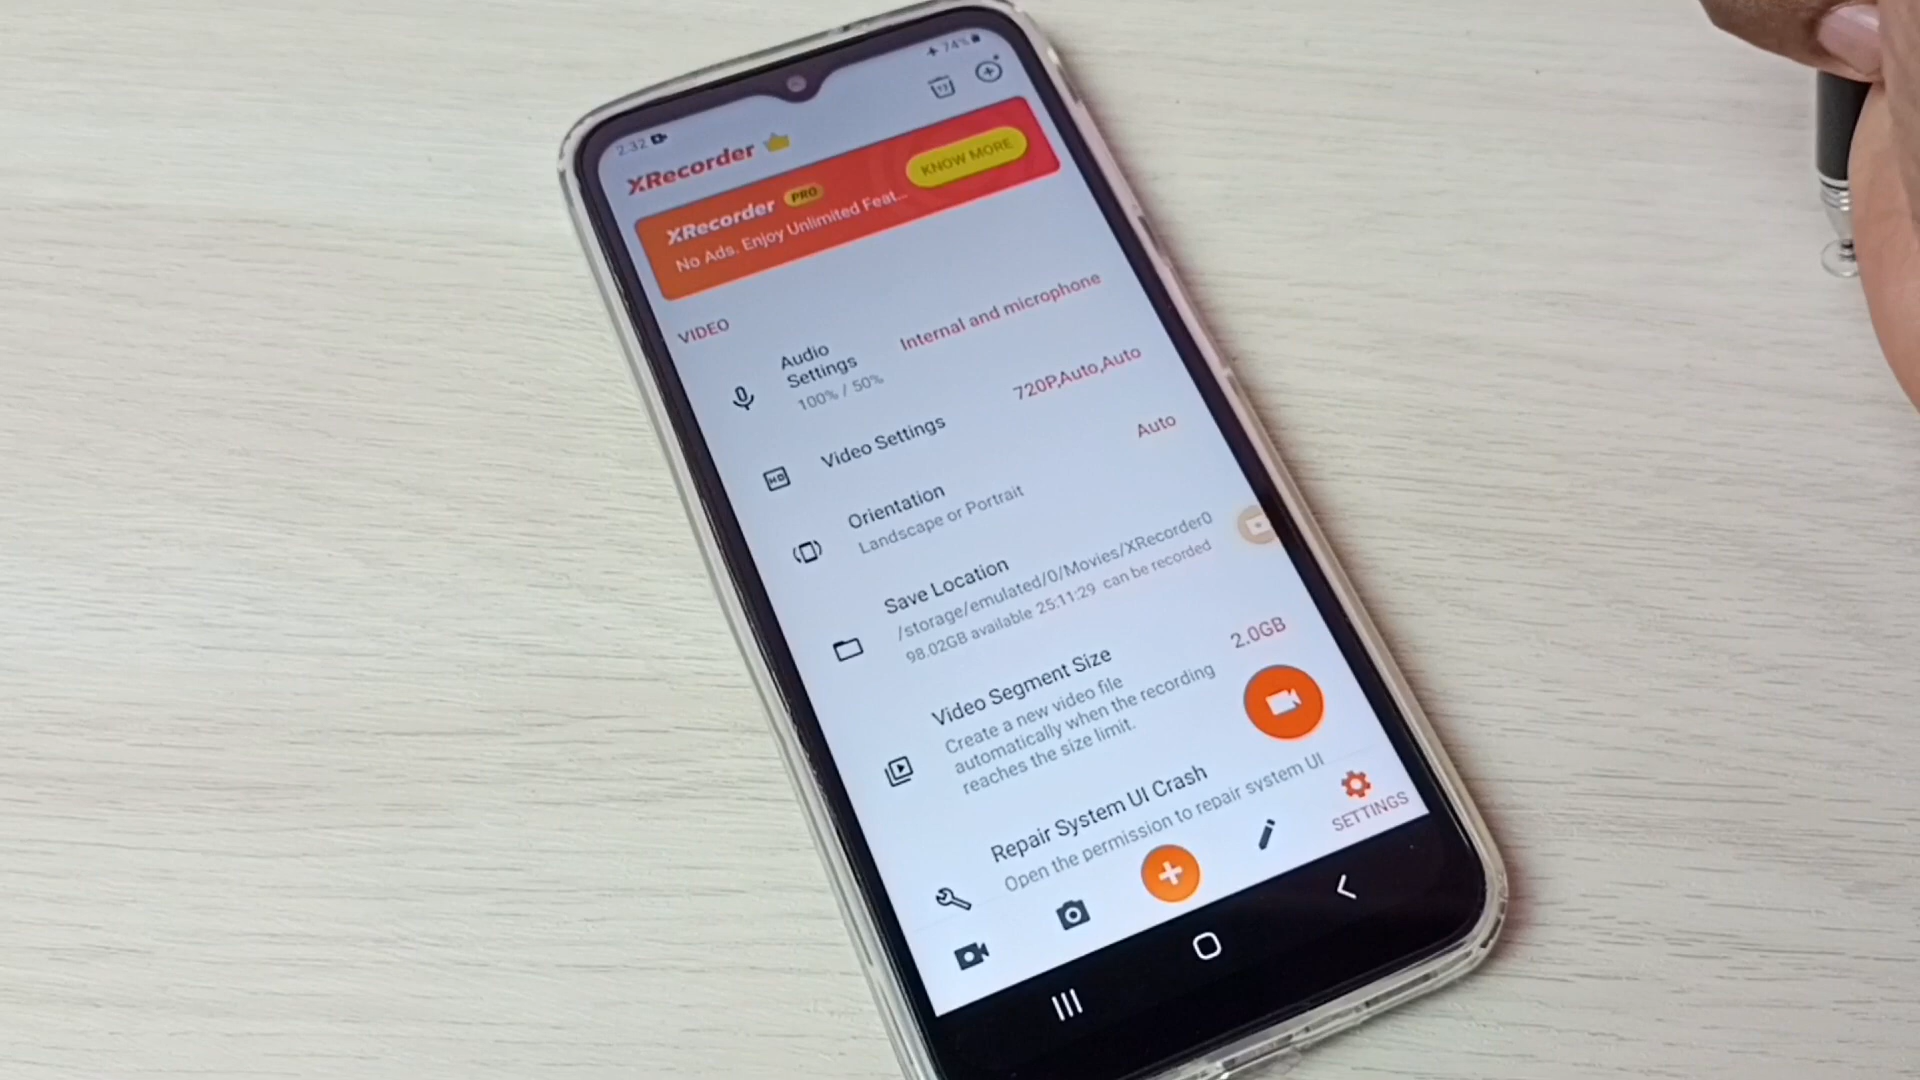 2.32
74%
XRecorder
XRecorder PRO
No Ads. Enjoy Unlimited Feat...
KNOW MORE
VIDEO
Audio
Settings
100% / 50%
Internal and microphone
Video Settings
720P,Auto,Auto
Orientation
Landscape or Portrait
Auto
Save Location
/storage/emulated/0/Movies/XRecorder0
98.02GB available 25:11:29 can be recorded
Video Segment Size
Create a new video file
automatically when the recording
reaches the size limit.
2.0GB
Repair System UI Crash
Open the permission to repair system UI
SETTINGS